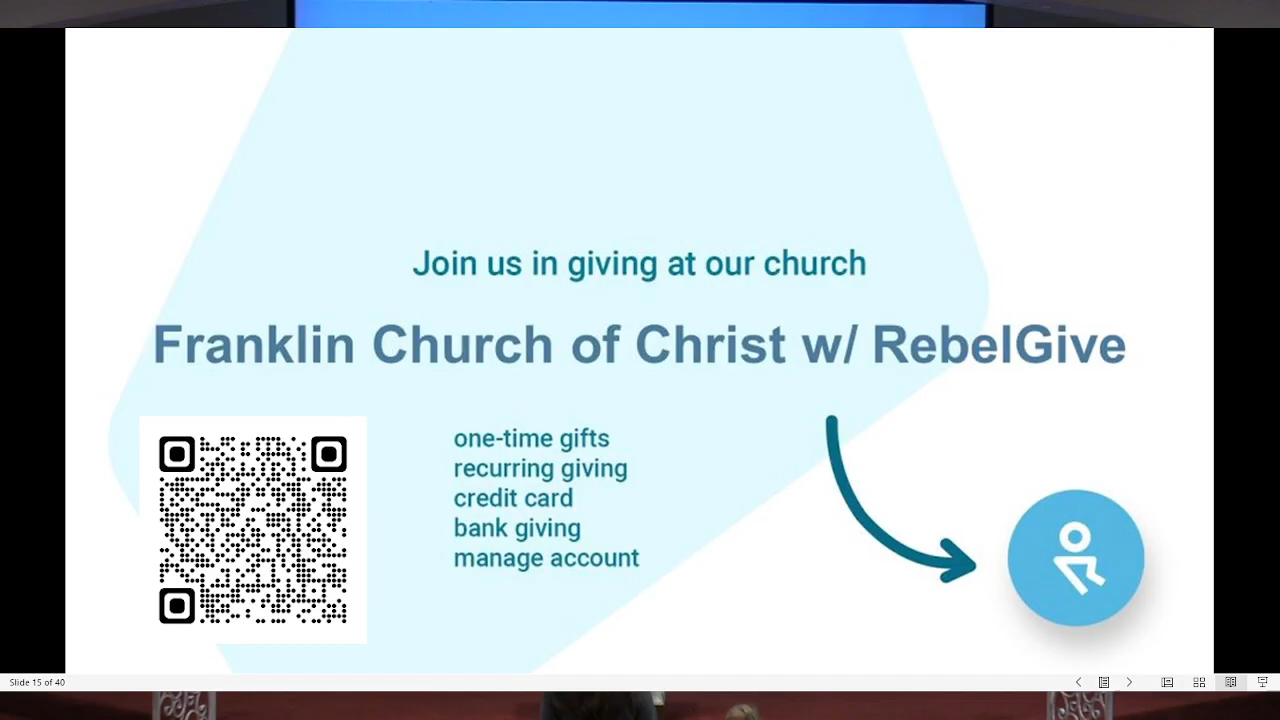 Join us in giving at our church
Franklin Church of Christ w/ RebelGive
one-time gifts
recurring giving
credit card
bank giving
manage account
Slide 15 of 40